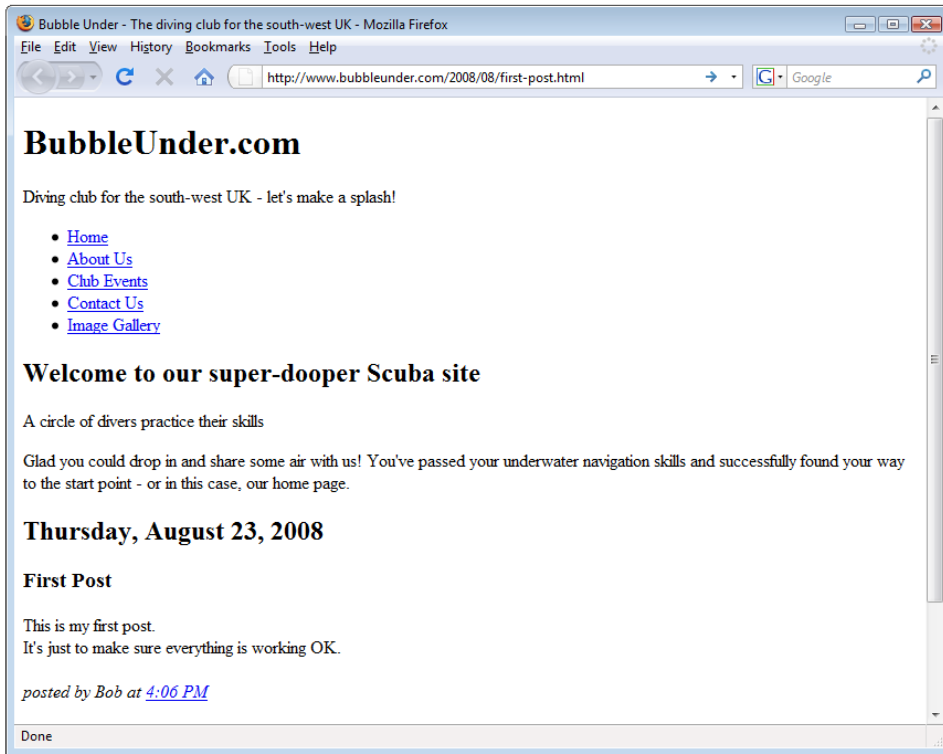 Bubble Under - The diving club for the south-west UK - Mozilla Firefox
File Edit View History Bookmarks Tools Help
http://www.bubbleunder.com/2008/08/first-post.html
G Google
BubbleUnder.com
Diving club for the south-west UK - let's make a splash!
• Home
• About Us
• Club Events
• Contact Us
• Image Gallery
Welcome to our super-dooper Scuba site
A circle of divers practice their skills
Glad you could drop in and share some air with us! You've passed your underwater navigation skills and successfully found your way
to the start point - or in this case, our home page.
Thursday, August 23, 2008
First Post
This is my first post.
It's just to make sure everything is working OK.
posted by Bob at 4:06 PM
Done